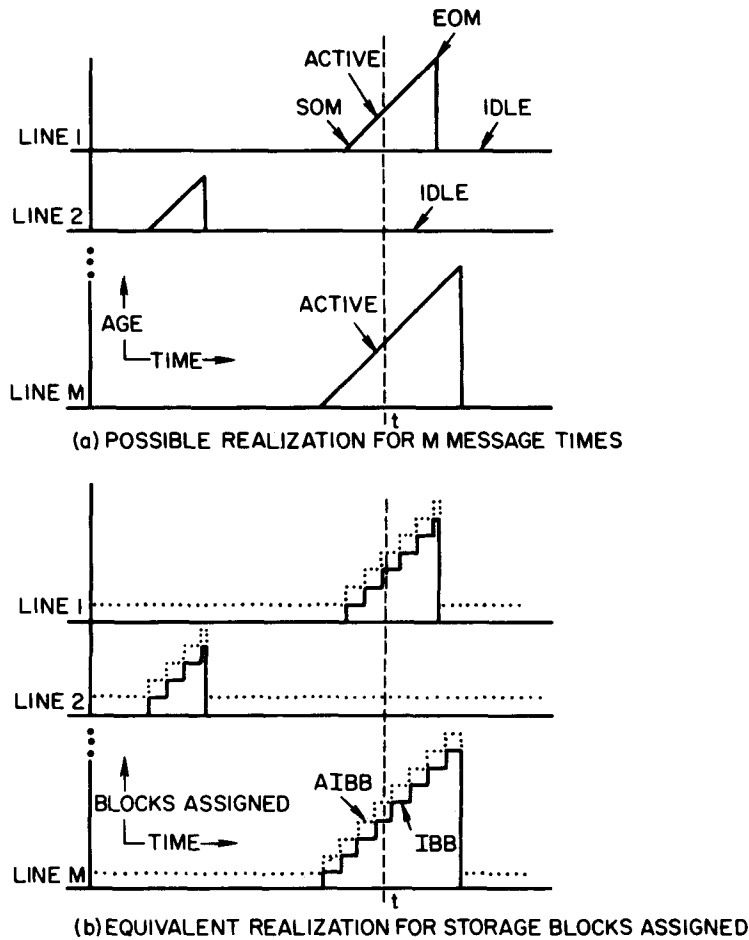 EOM
ACTIVE
SOM
IDLE
LINE 1
IDLE
LINE 2
ACTIVE
AGE
TIME
LINE M
t
(a) POSSIBLE REALIZATION FOR M MESSAGE TIMES
LINE 1
LINE 2
AIBB
BLOCKS ASSIGNED
IBB
TIME
LINE M
t
(b) EQUIVALENT REALIZATION FOR STORAGE BLOCKS ASSIGNED